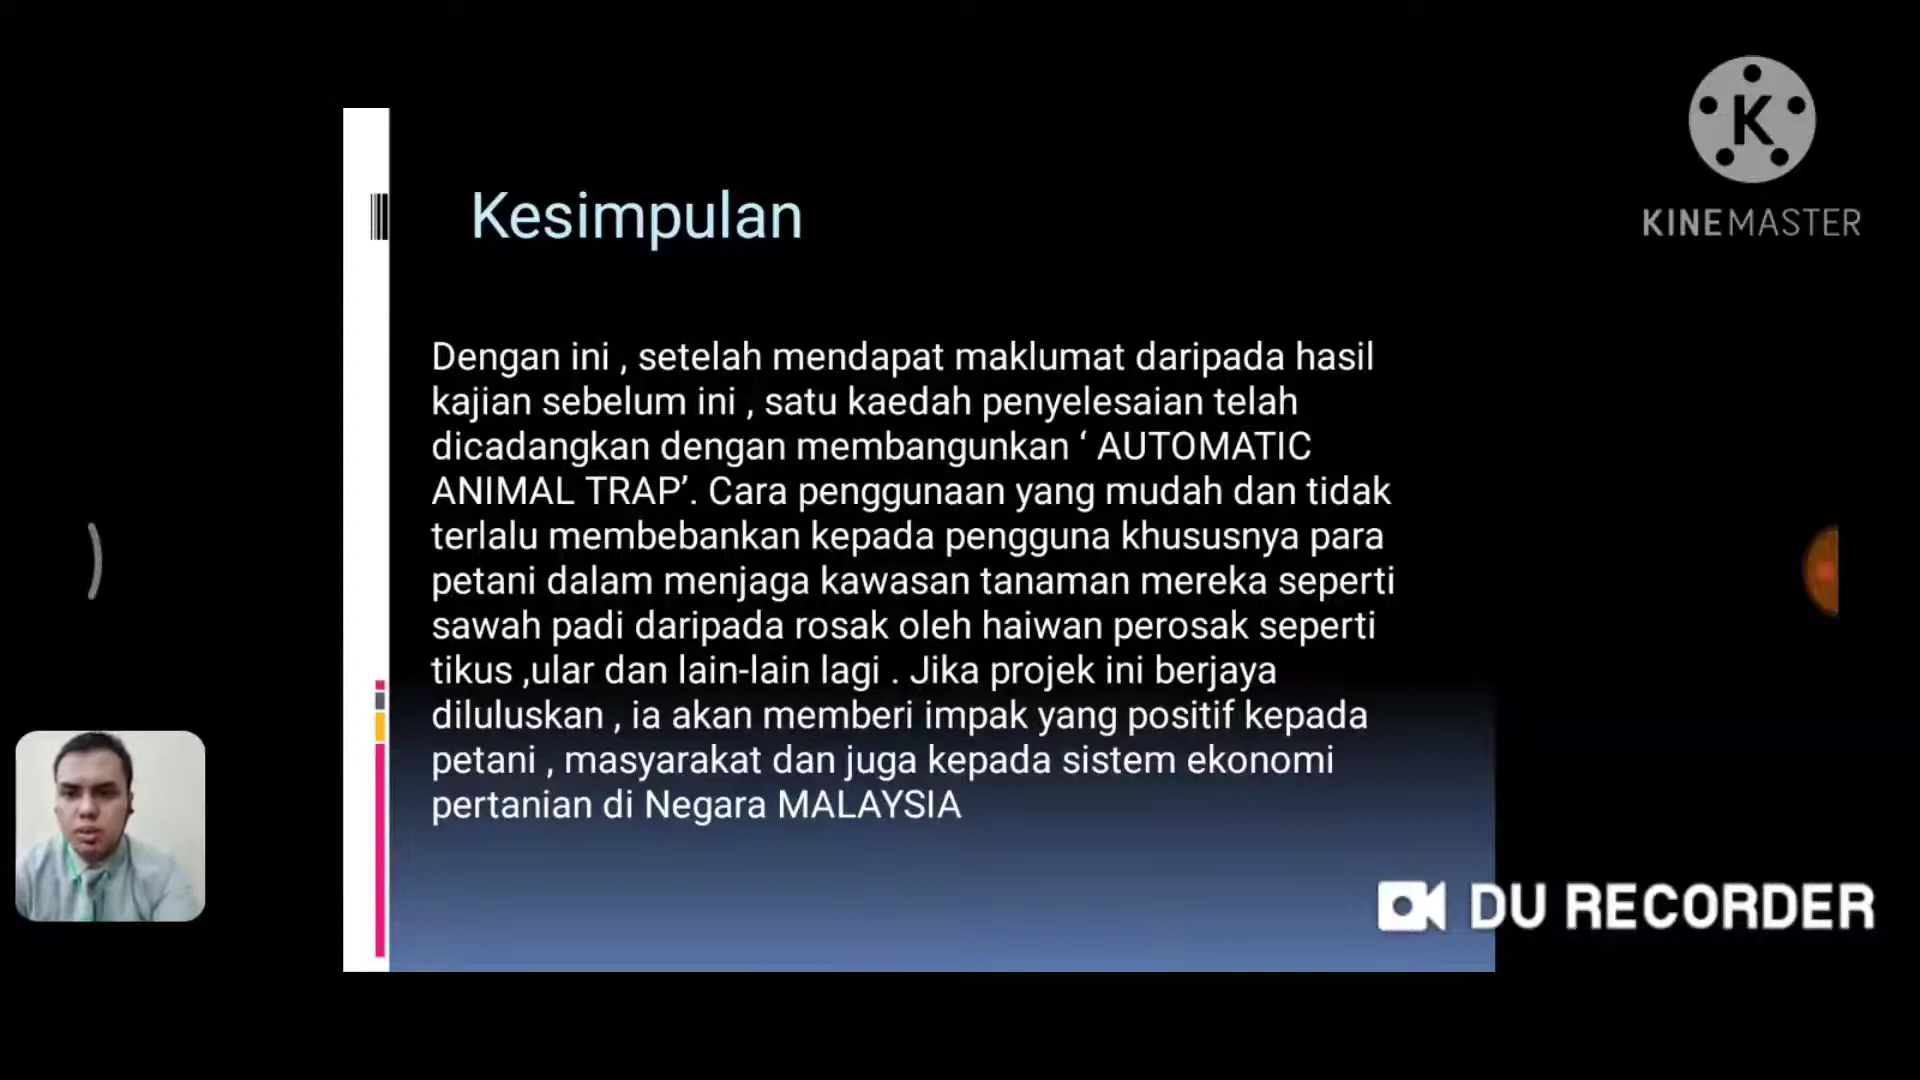 K
KINEMASTER
Kesimpulan
Dengan ini , setelah mendapat maklumat daripada hasil
kajian sebelum ini , satu kaedah penyelesaian telah
dicadangkan dengan membangunkan ‘ AUTOMATIC
ANIMAL TRAP’. Cara penggunaan yang mudah dan tidak
terlalu membebankan kepada pengguna khususnya para
petani dalam menjaga kawasan tanaman mereka seperti
sawah padi daripada rosak oleh haiwan perosak seperti
tikus ,ular dan lain-lain lagi . Jika projek ini berjaya
diluluskan , ia akan memberi impak yang positif kepada
petani , masyarakat dan juga kepada sistem ekonomi
pertanian di Negara MALAYSIA
DU RECORDER